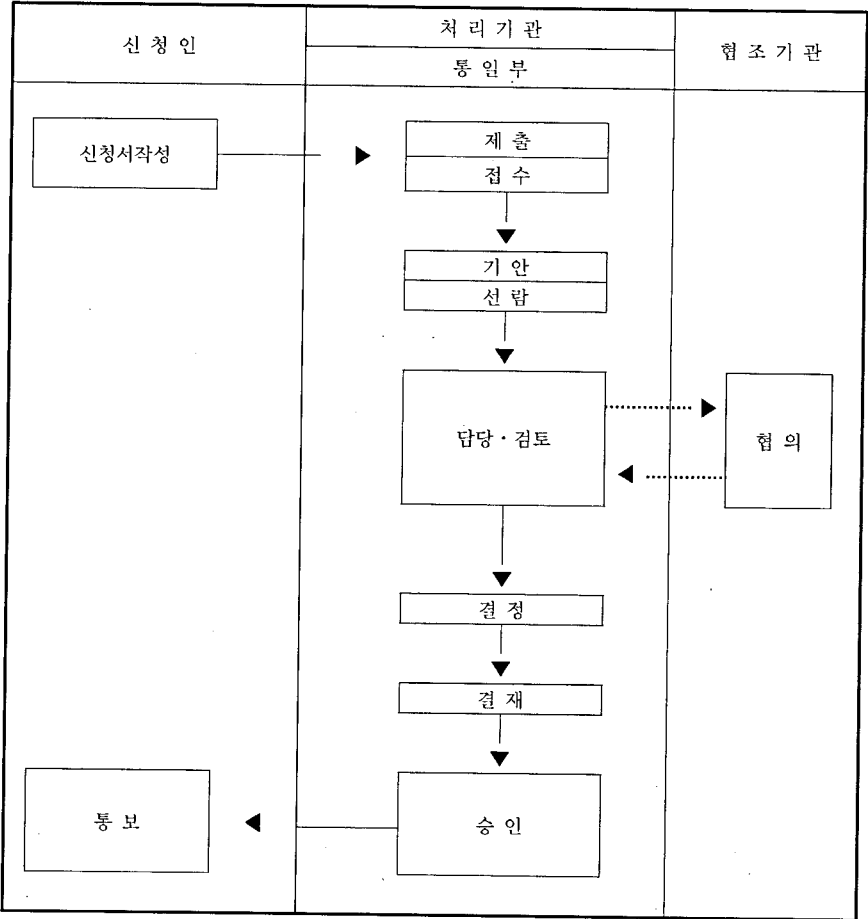 신 청 인
처 리 기 관
통 일 부
협 조 기 관
신청서작성
제 출
접 수
기 안
선 람
담당 · 검토
협 의
결 정
결 재
통 보
승 인